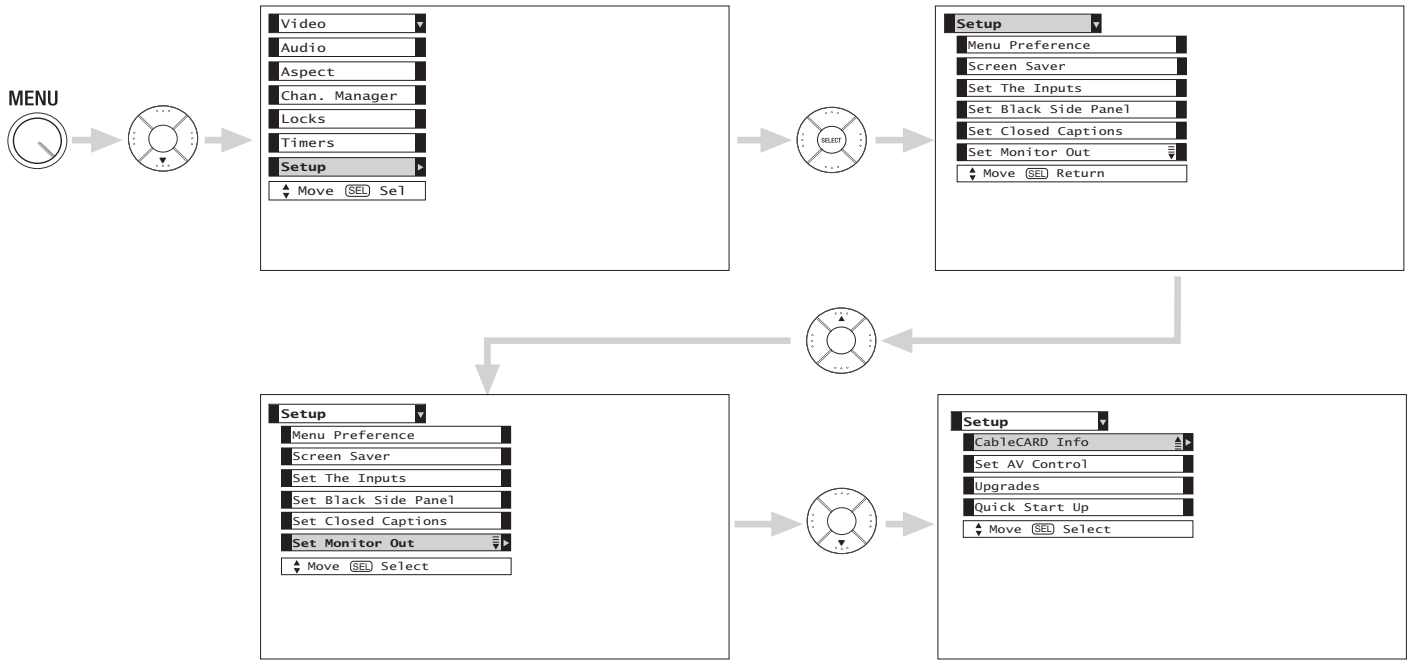 MENU
Video
Audio
Aspect
Chan. Manager
Locks
Timers
Setup
Move SEL Sel
SELECT
Setup
Menu Preference
Screen Saver
Set The Inputs
Set Black Side Panel
Set Closed Captions
Set Monitor Out
Move SEL Return
Setup
Menu Preference
Screen Saver
Set The Inputs
Set Black Side Panel
Set Closed Captions
Set Monitor Out
Move SEL Select
Setup
CableCARD Info
Set AV Control
Upgrades
Quick Start Up
Move SEL Select